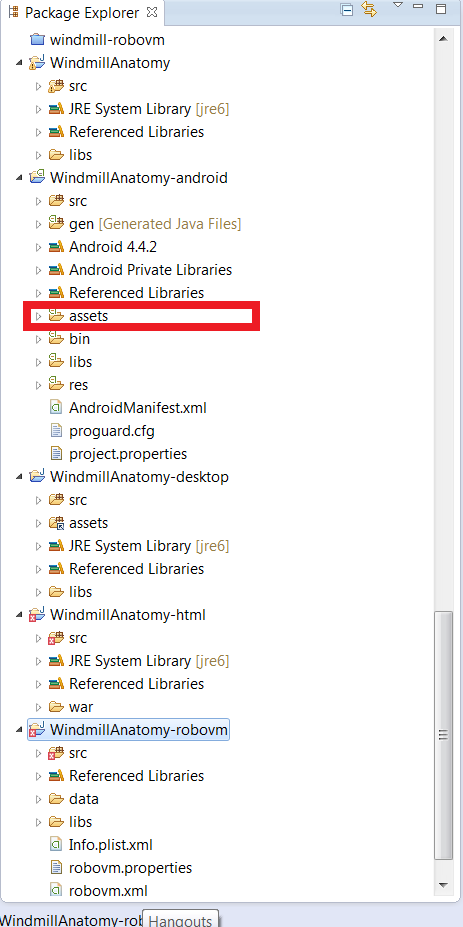 Package Explorer
windmill-robovm
WindmillAnatomy
src
JRE System Library [jre6]
Referenced Libraries
libs
WindmillAnatomy-android
src
gen [Generated Java Files]
Android 4.4.2
Android Private Libraries
Referenced Libraries
assets
bin
libs
res
AndroidManifest.xml
proguard.cfg
project.properties
WindmillAnatomy-desktop
src
assets
JRE System Library [jre6]
Referenced Libraries
libs
WindmillAnatomy-html
src
JRE System Library [jre6]
Referenced Libraries
war
WindmillAnatomy-robovm
src
Referenced Libraries
data
libs
Info.plist.xml
robovm.properties
robovm.xml
WindmillAnatomy-rob
Hangouts